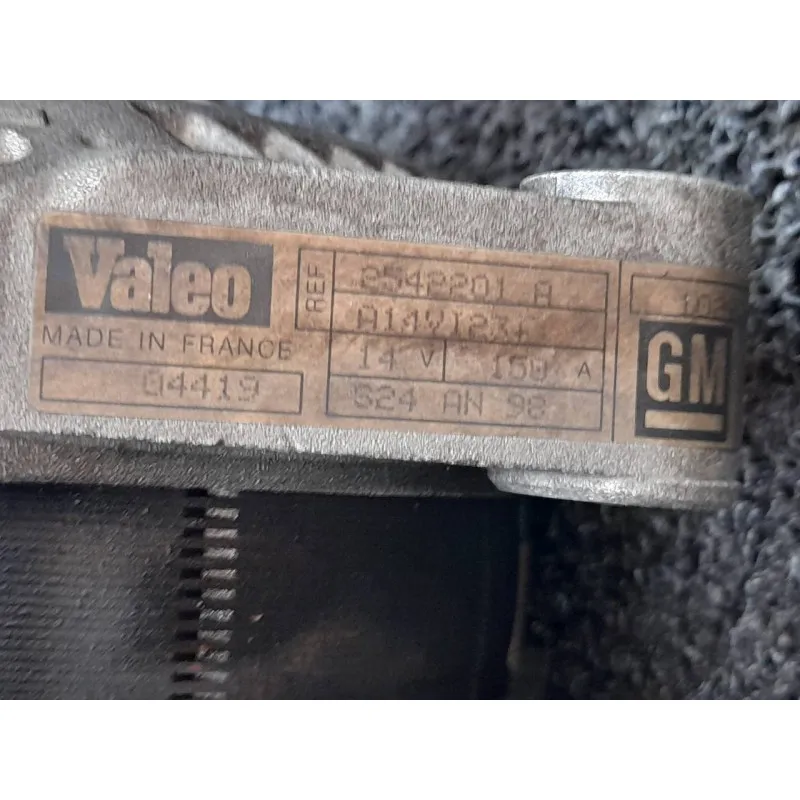 Valeo
MADE IN FRANCE
04419
REF
2542201 A
A14VI23+
14 V 150 A
S24 AN 98
GM